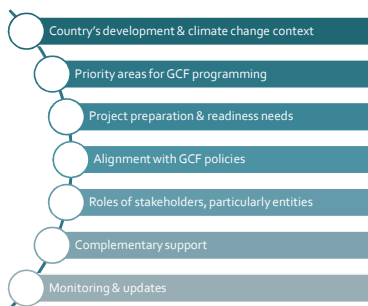 Country's development & climate change context
Priority areas for GCF programming
Project preparation & readiness needs
Alignment with GCF policies
Roles of stakeholders, particularly entities
Complementary support
Monitoring & updates